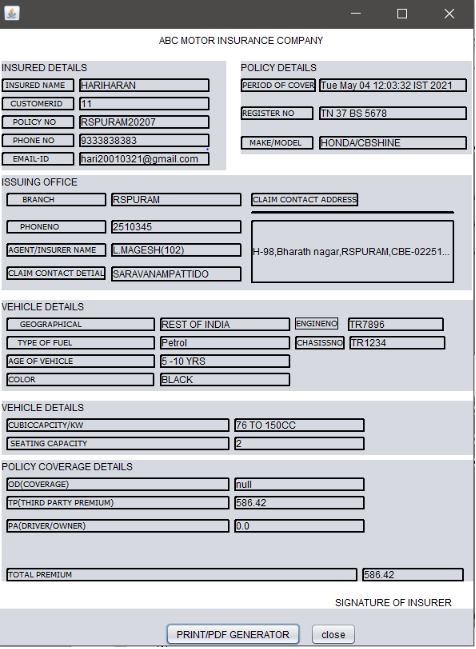 ABC MOTOR INSURANCE COMPANY
INSURED DETAILS
INSURED NAME HARIHARAN
CUSTOMERID 11
POLICY NO RSPURAM20207
PHONE NO 9333838383
EMAIL-ID hari20010321@gmail.com
POLICY DETAILS
PERIOD OF COVER Tue May 04 12:03:32 IST 2021
REGISTER NO TN 37 BS 5678
MAKE/MODEL HONDA/CBSHINE
ISSUING OFFICE
BRANCH RSPURAM
PHONENO 2510345
AGENT/INSURER NAME L.MAGESH(102)
CLAIM CONTACT DETIAL SARAVANAMPATTIDO
CLAIM CONTACT ADDRESS
H-98,Bharath nagar,RSPURAM,CBE-02251...
VEHICLE DETAILS
GEOGRAPHICAL REST OF INDIA ENGINENO TR7896
TYPE OF FUEL Petrol CHASISSNO TR1234
AGE OF VEHICLE 5 -10 YRS
COLOR BLACK
VEHICLE DETAILS
CUBICCAPCITY/KW 76 TO 150CC
SEATING CAPACITY 2
POLICY COVERAGE DETAILS
OD(COVERAGE) null
TP(THIRD PARTY PREMIUM) 586.42
PA(DRIVER/OWNER) 0.0
TOTAL PREMIUM 586.42
SIGNATURE OF INSURER
PRINT/PDF GENERATOR close